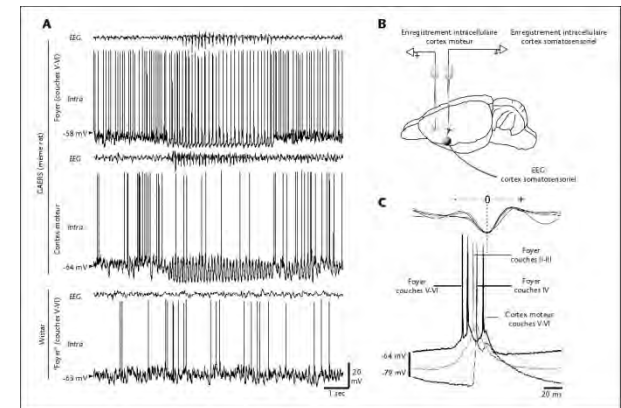 A
EEG
Foyer (couches V-VI)
Intra
-58 mV
EEG
GAERS (même rat)
Cortex moteur
Intra
-64 mV
EEG
Wistar
"Foyer" (couches V-VI)
Intra
-63 mV
20
mV
1 sec
B
Enregistrement intracellulaire
cortex moteur
Enregistrement intracellulaire
cortex somatosensoriel
EEG
cortex somatosensoriel
C
- 0 +
Foyer
couches II-III
Foyer
couches V-VI
Foyer
couches IV
Cortex moteur
couches V-VI
-64 mV
-79 mV
20 ms